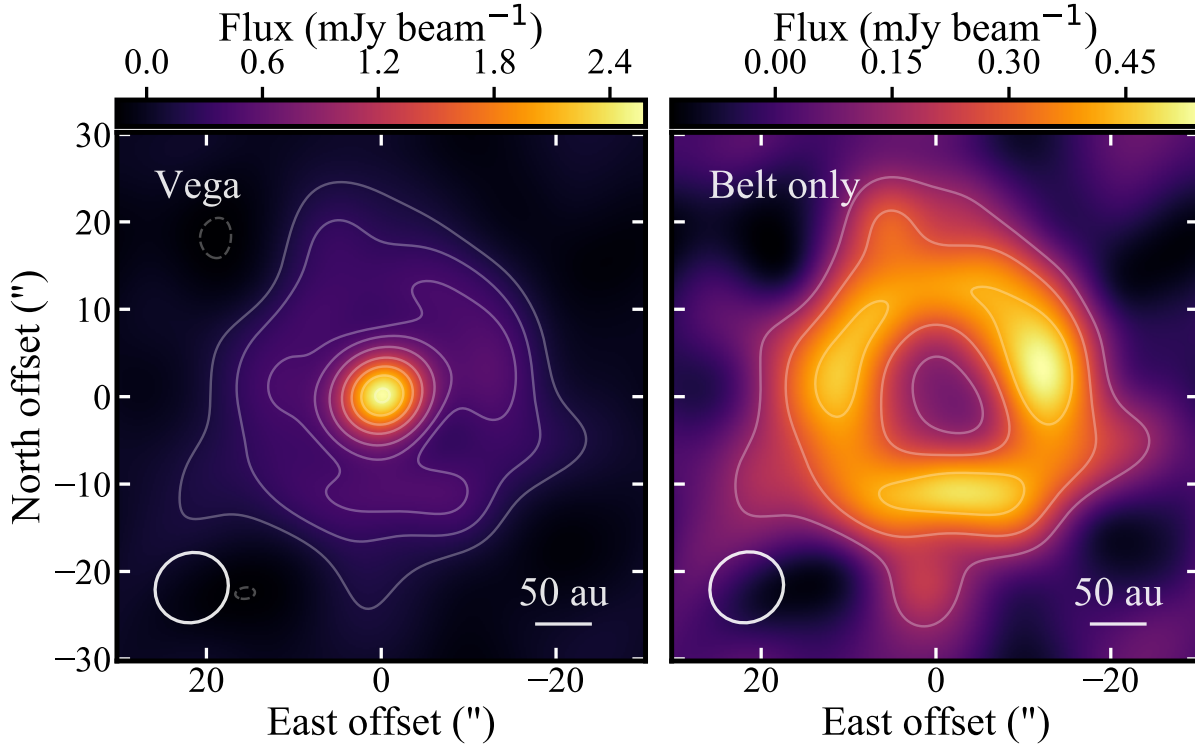 Flux (mJy beam⁻¹)
0.0 0.6 1.2 1.8 2.4
Vega
30
20
10
0
−10
−20
−30
North offset (")
50 au
20 0 −20
East offset (")
Flux (mJy beam⁻¹)
0.00 0.15 0.30 0.45
Belt only
50 au
20 0 −20
East offset (")